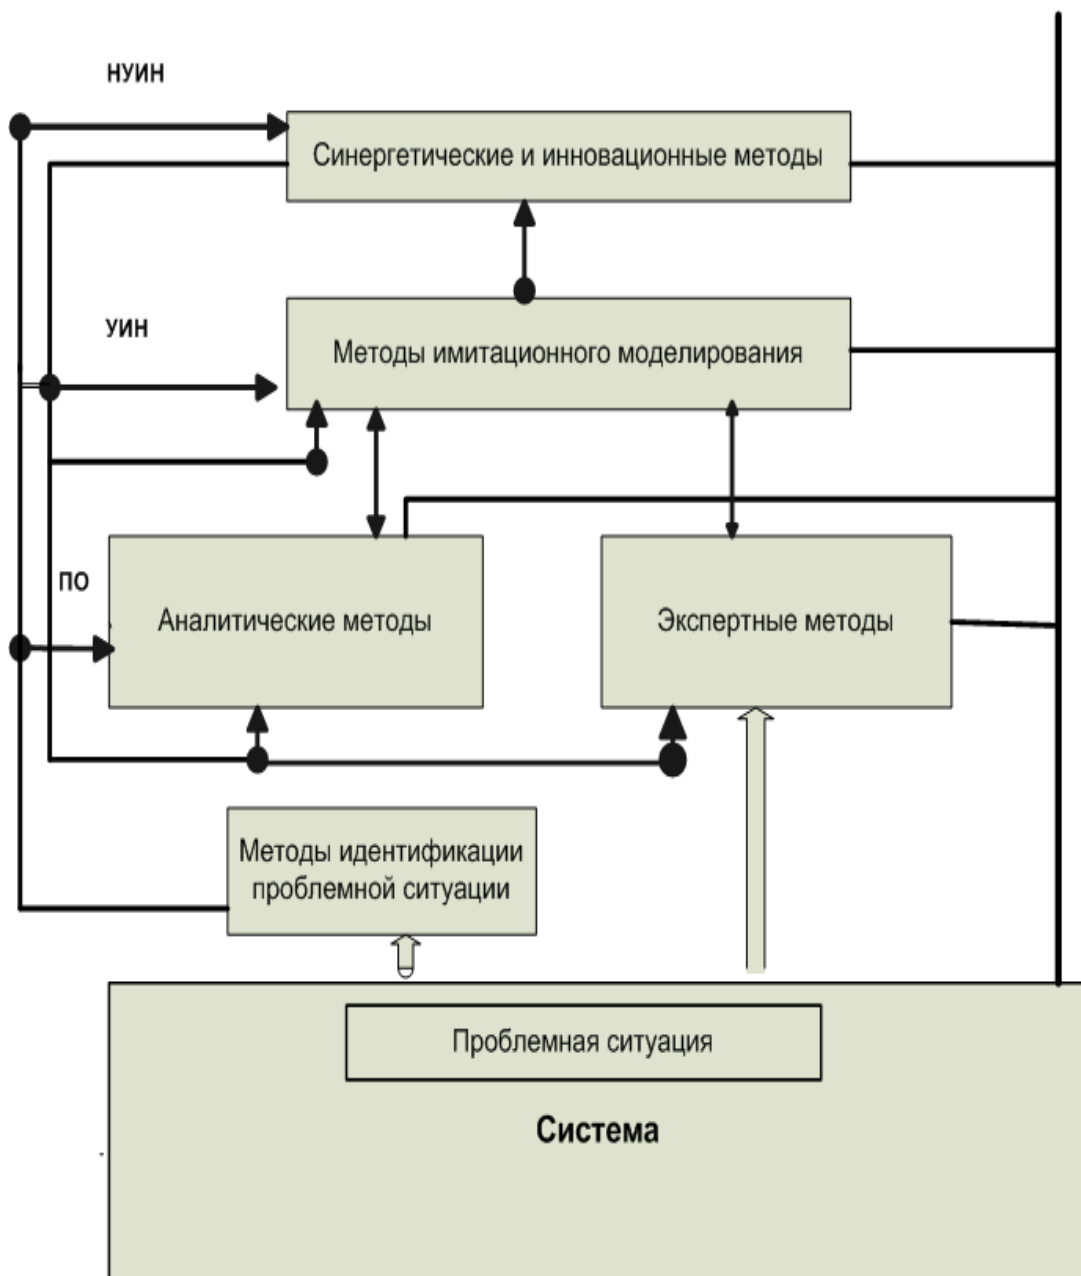 НУИН
Синергетические и инновационные методы
УИН
Методы имитационного моделирования
ПО
Аналитические методы
Экспертные методы
Методы идентификации
проблемной ситуации
Проблемная ситуация
Система